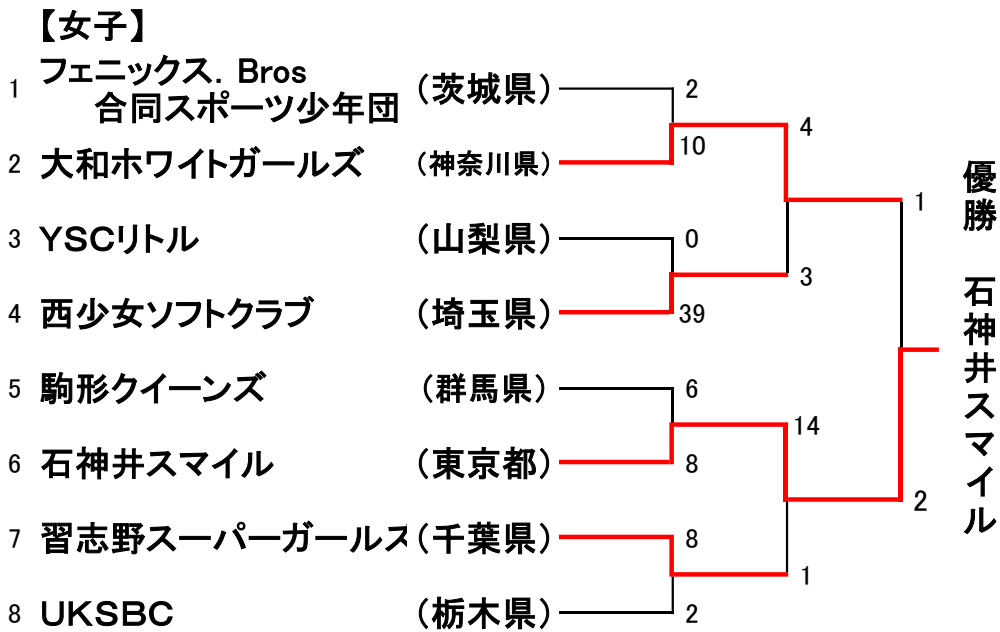 【女子】
1 フェニックス．Bros
合同スポーツ少年団 （茨城県） 2
4
2 大和ホワイトガールズ （神奈川県） 10
1
3 YSCリトル （山梨県） 0
3
4 西少女ソフトクラブ （埼玉県） 39
5 駒形クイーンズ （群馬県） 6
14
6 石神井スマイル （東京都） 8
2
7 習志野スーパーガールズ （千葉県） 8
1
8 UKSBC （栃木県） 2
優勝 石神井スマイル